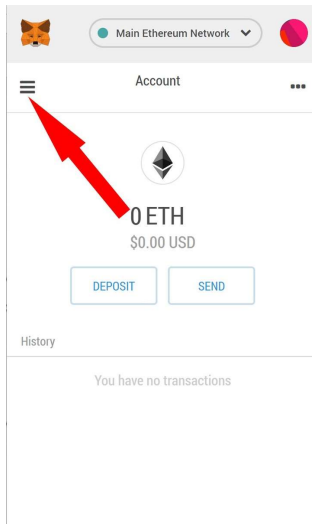 Main Ethereum Network
Account
0 ETH
$0.00 USD
DEPOSIT SEND
History
You have no transactions